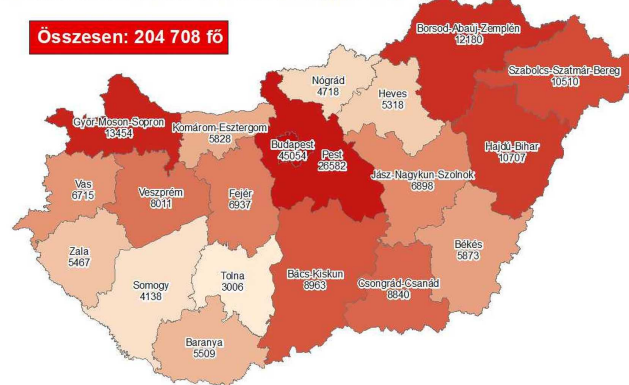 Összesen: 204 708 fő
Borsod-Abaúj-Zemplén
12180
Szabolcs-Szatmár-Bereg
10510
Nógrád
4718
Heves
5318
Győr-Moson-Sopron
13454
Komárom-Esztergom
5828
Budapest
45054
Pest
26582
Hajdú-Bihar
10707
Jász-Nagykun-Szolnok
6898
Vas
6715
Veszprém
8011
Fejér
6937
Zala
5467
Somogy
4138
Tolna
3006
Bács-Kiskun
8963
Csongrád-Csanád
8840
Békés
5873
Baranya
5509